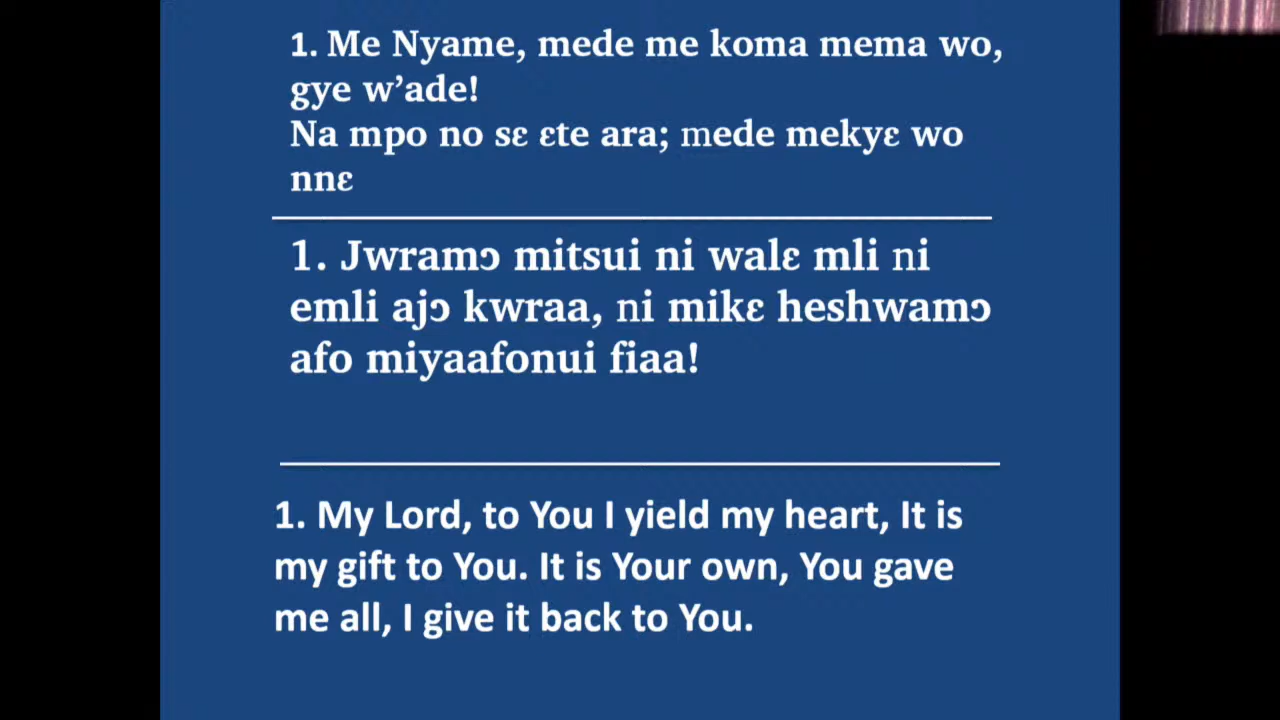 1. Me Nyame, mede me koma mema wo,
gye w’ade!
Na mpo no sɛ ɛte ara; mede mekyɛ wo
nnɛ
1. Jwramɔ mitsui ni walɛ mli ni
emli ajɔ kwraa, ni mikɛ heshwamɔ
afo miyaafonui fiaa!
1. My Lord, to You I yield my heart, It is
my gift to You. It is Your own, You gave
me all, I give it back to You.